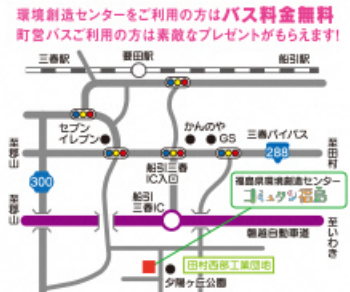 環境創造センターをご利用の方はバス料金無料
町営バスご利用の方は素敵なプレゼントがもらえます!
三春駅
要田駅
船引駅
セブン
イレブン
かんのや
GS
三春バイパス
288
至郡山
至田村
船引三春
IC入口
300
福島県環境創造センター
コミュタン福島
船引三春
IC
至郡山
磐越自動車道
至いわき
田村西部工業団地
夕陽ヶ丘公園